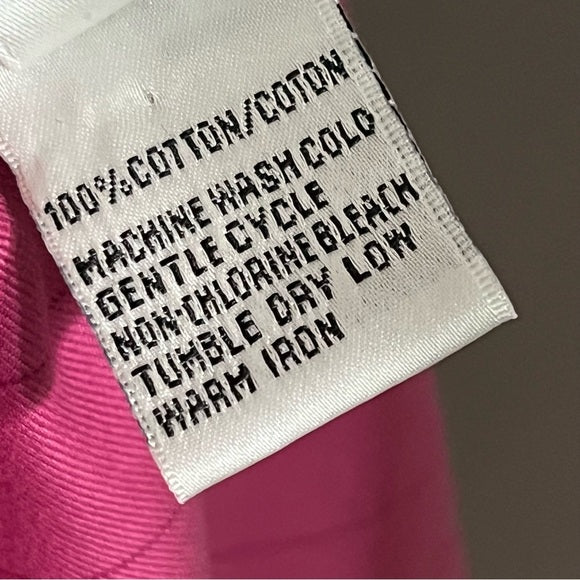 100% COTTON/COTON
MACHINE WASH COLD
GENTLE CYCLE
NON-CHLORINE BLEACH
TUMBLE DRY LOW
WARM IRON